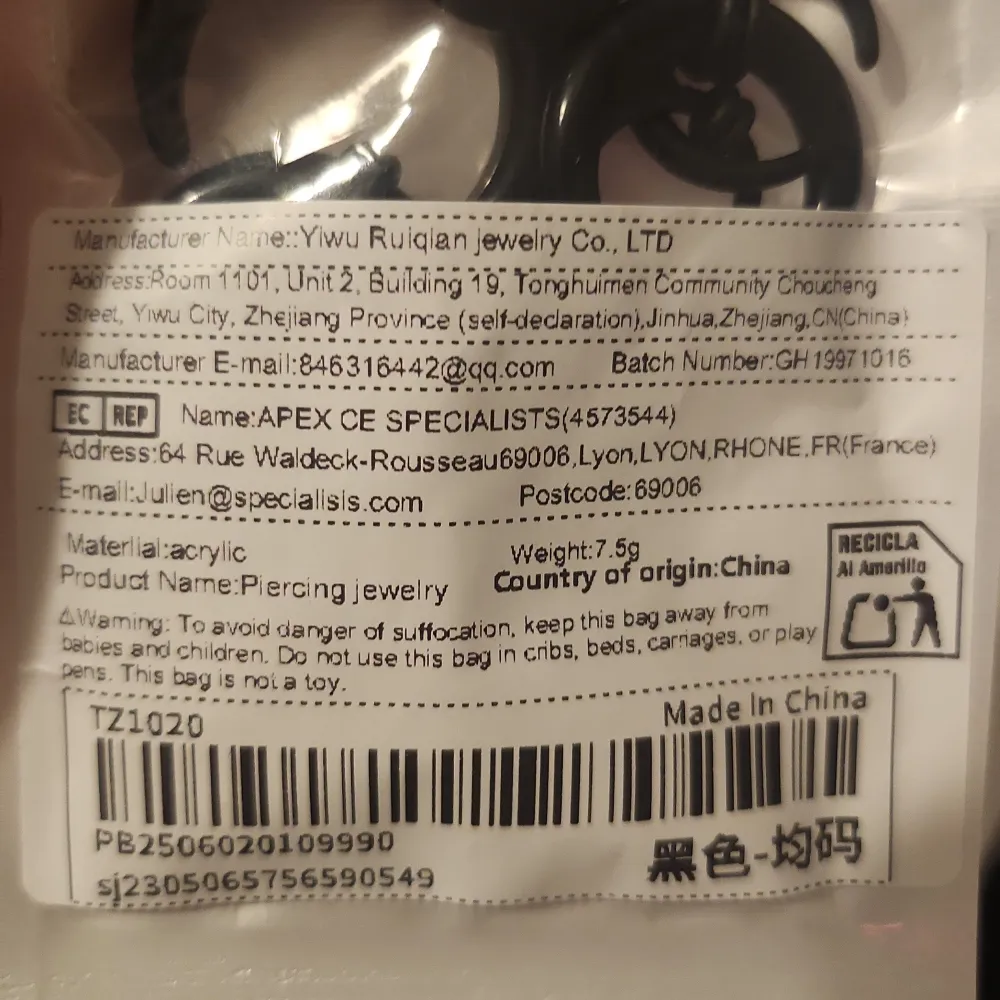 Manufacturer Name::Yiwu Ruiqian jewelry Co., LTD
Address:Room 1101, Unit 2, Building 19, Tonghuimen Community Choucheng
Street, Yiwu City, Zhejiang Province (self-declaration),Jinhua,Zhejiang,CN(China)
Manufacturer E-mail:846316442@qq.com Batch Number:GH19971016
EC REP Name:APEX CE SPECIALISTS(4573544)
Address:64 Rue Waldeck-Rousseau69006,Lyon,LYON,RHONE,FR(France)
E-mail:Julien@specialisis.com Postcode:69006
Materlial:acrylic Weight:7.5g
Product Name:Piercing jewelry Country of origin:China
RECICLA
Al Amarillo
⚠Warning: To avoid danger of suffocation, keep this bag away from
babies and children. Do not use this bag in cribs, beds, carriages, or play
pens. This bag is not a toy.
TZ1020 Made In China
PB2506020109990
sj2305065756590549
黑色-均码